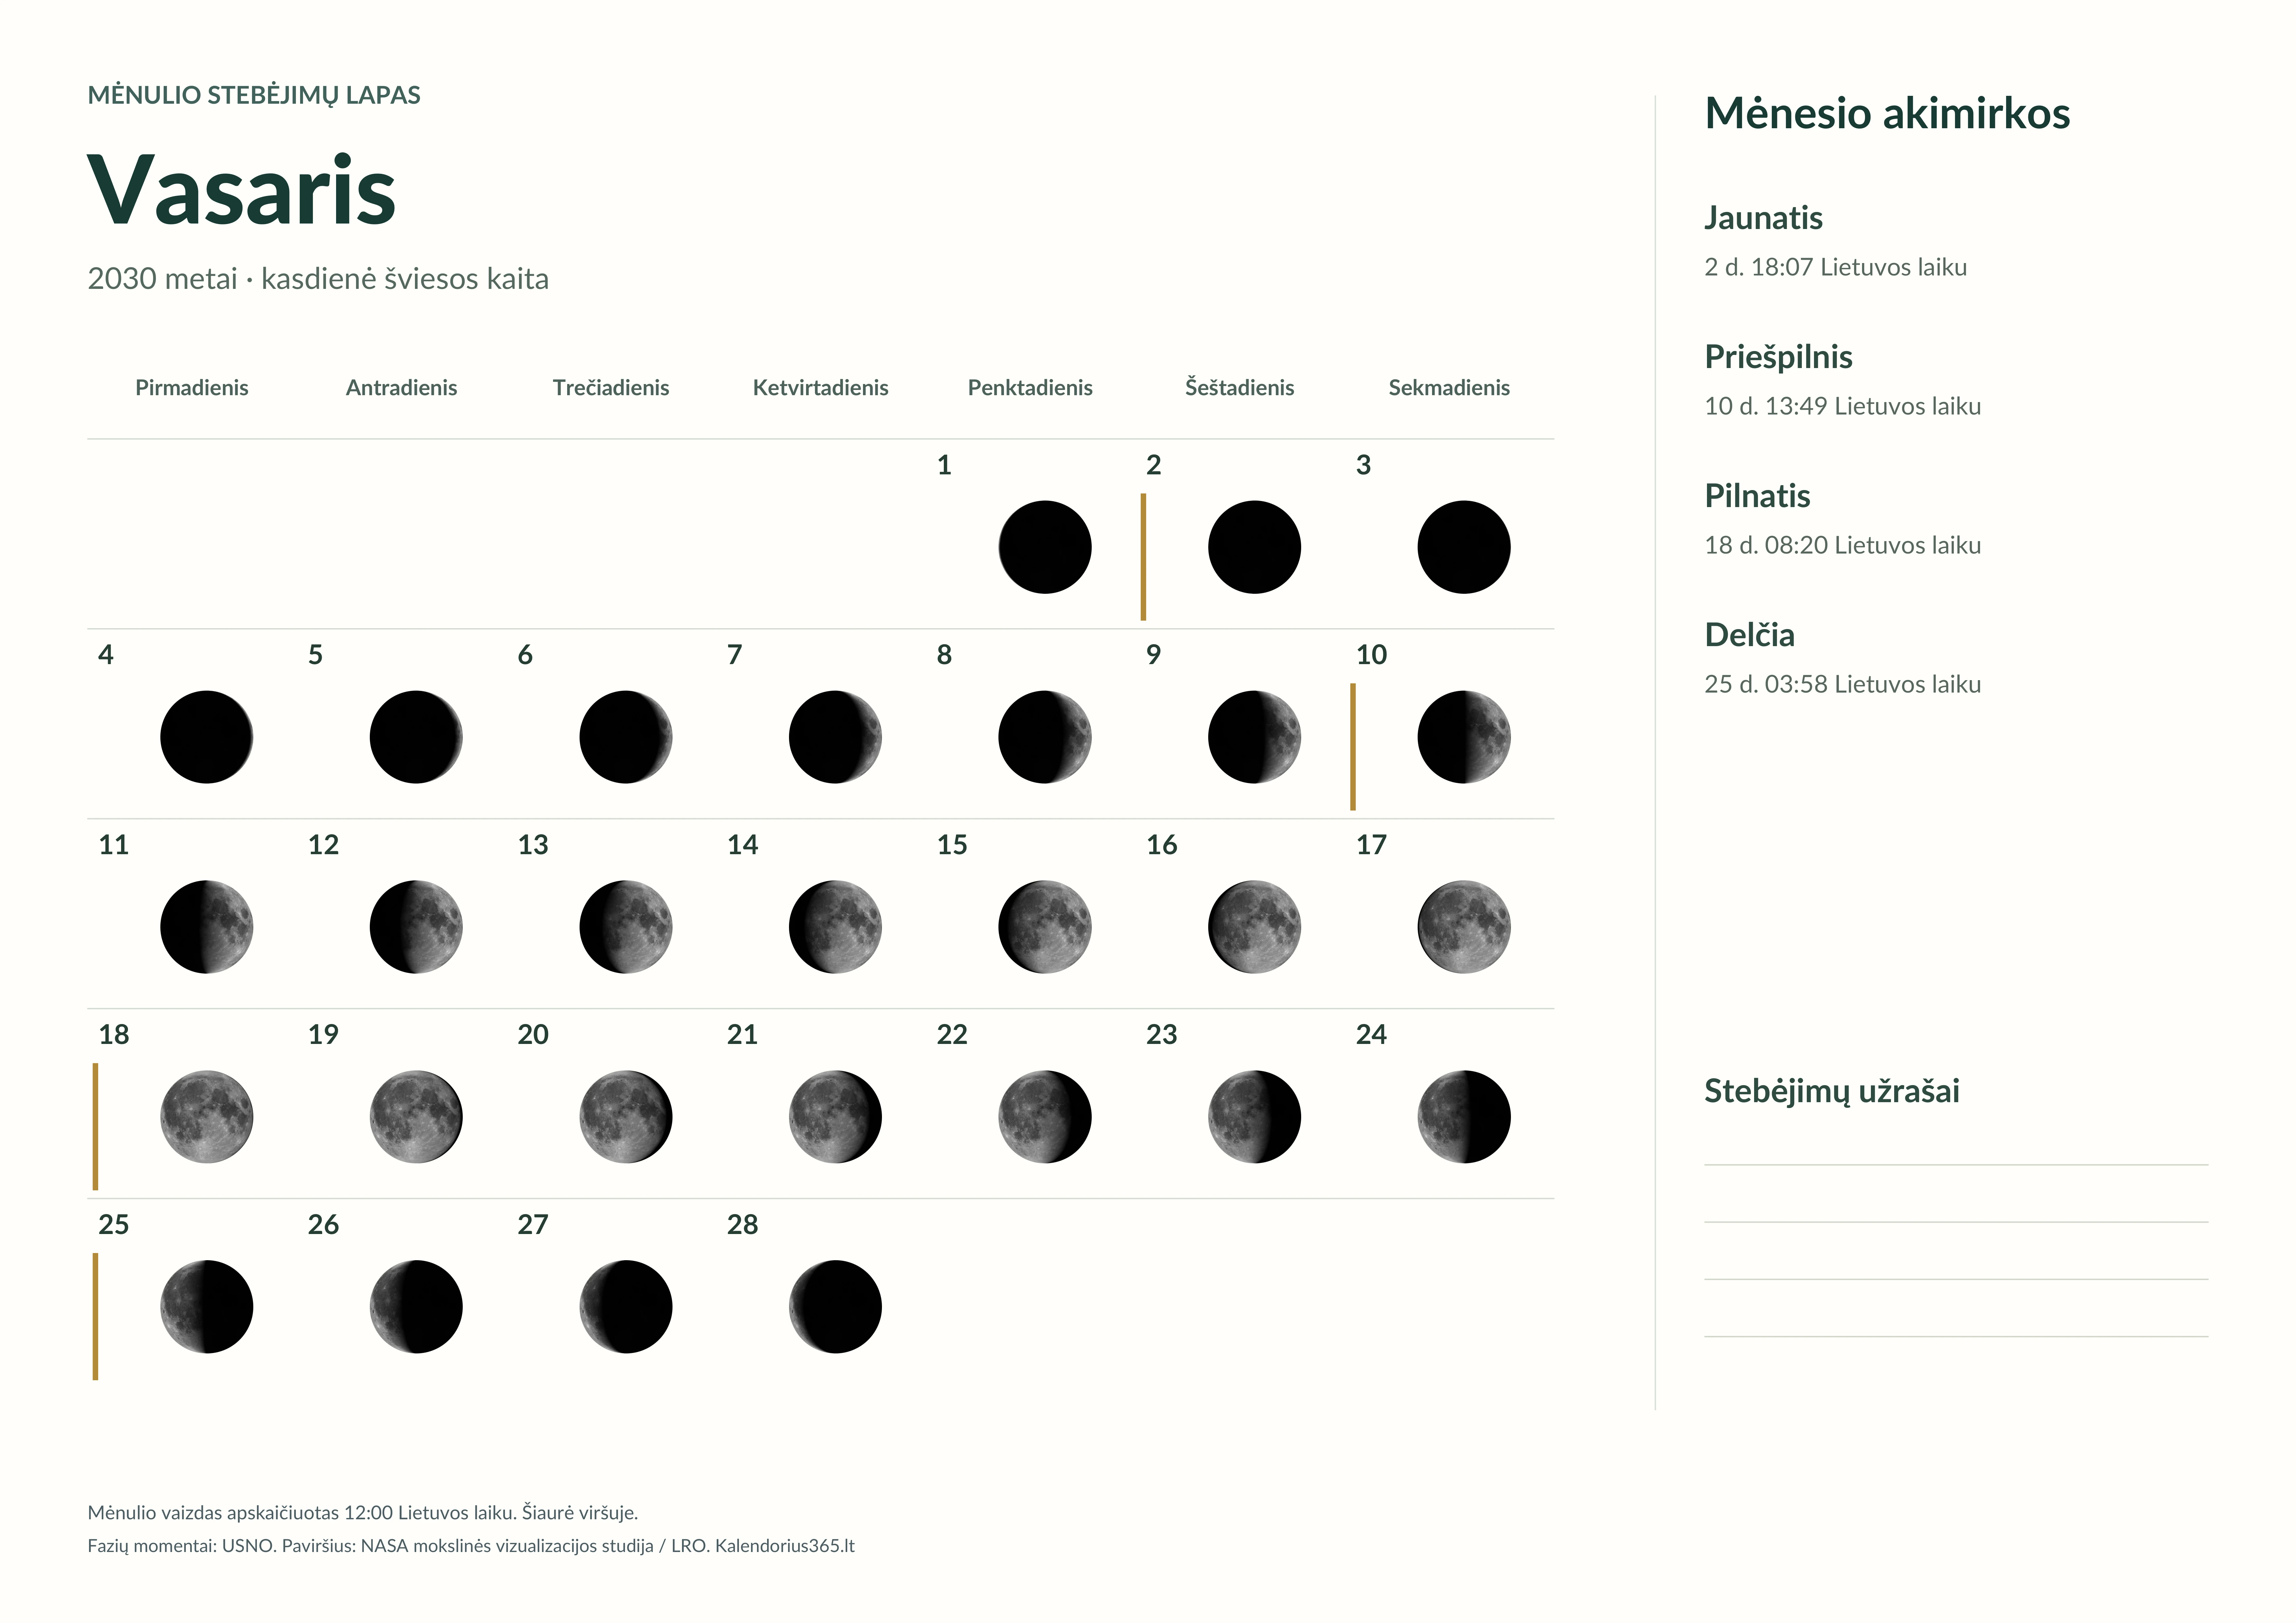 MĖNULIO STEBĖJIMŲ LAPAS
Vasaris
2030 metai · kasdienė šviesos kaita
Pirmadienis Antradienis Trečiadienis Ketvirtadienis Penktadienis Šeštadienis Sekmadienis
1 2 3
4 5 6 7 8 9 10
11 12 13 14 15 16 17
18 19 20 21 22 23 24
25 26 27 28
Mėnesio akimirkos
Jaunatis
2 d. 18:07 Lietuvos laiku
Priešpilnis
10 d. 13:49 Lietuvos laiku
Pilnatis
18 d. 08:20 Lietuvos laiku
Delčia
25 d. 03:58 Lietuvos laiku
Stebėjimų užrašai
Mėnulio vaizdas apskaičiuotas 12:00 Lietuvos laiku. Šiaurė viršuje.
Fazių momentai: USNO. Paviršius: NASA mokslinės vizualizacijos studija / LRO. Kalendorius365.lt